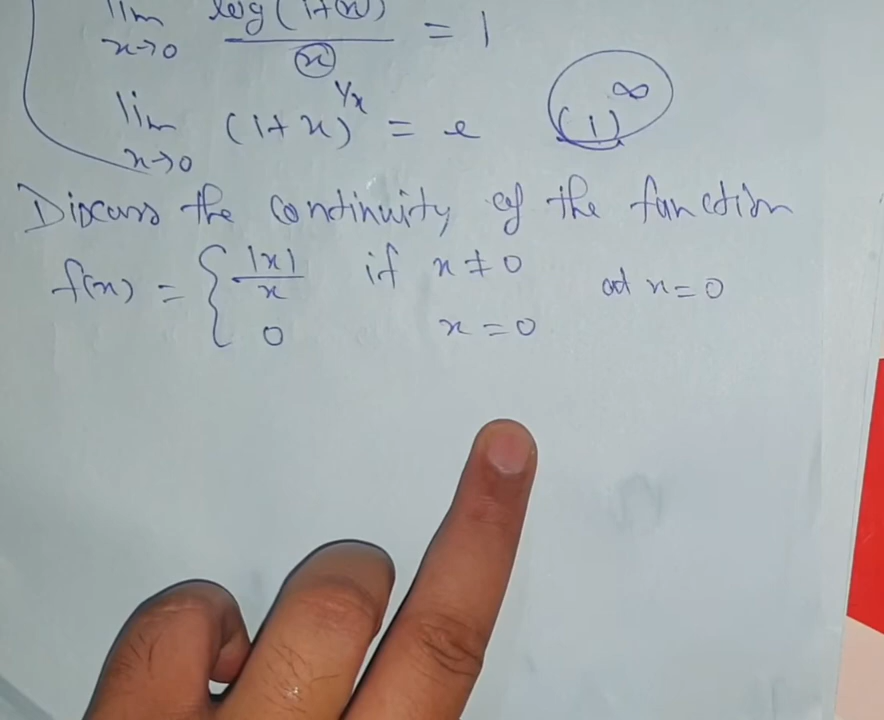 lim log(1+x)
x→0 x = 1
lim (1+x)^1/x = e (1)^∞
x→0
Discuss the continuity of the function
f(x) = { |x|/x if x ≠ 0 at x=0
0 x = 0